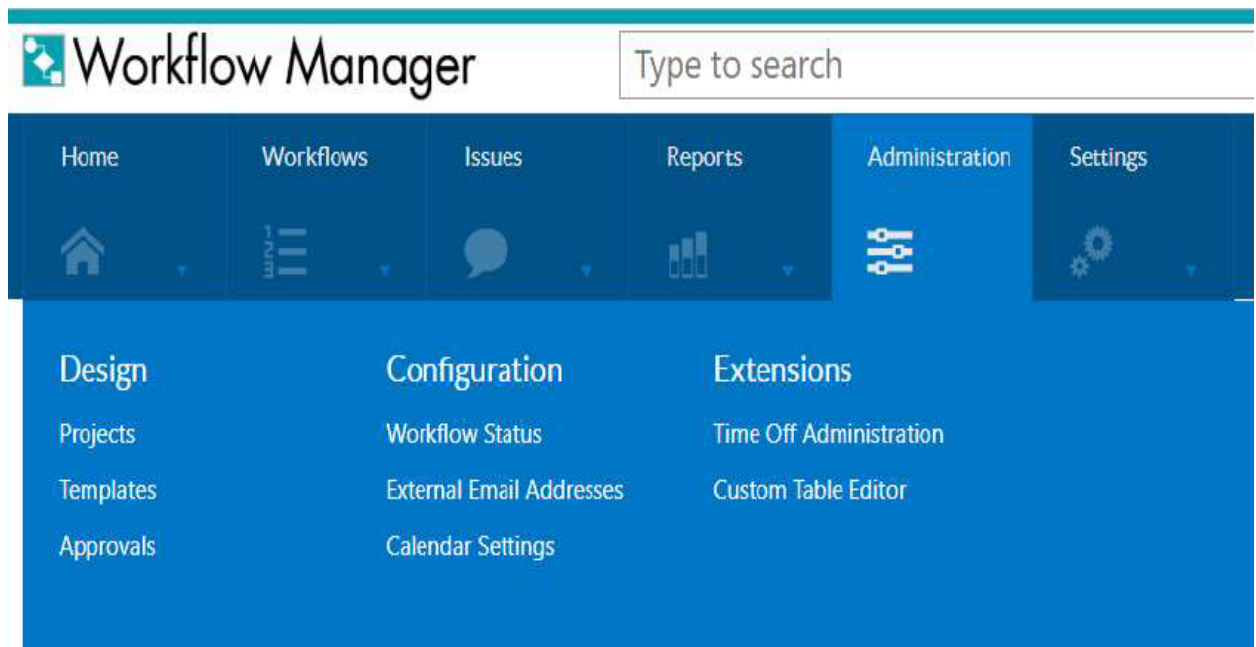 Workflow Manager
Type to search
Home Workflows Issues Reports Administration Settings
Design Configuration Extensions
Projects Workflow Status Time Off Administration
Templates External Email Addresses Custom Table Editor
Approvals Calendar Settings